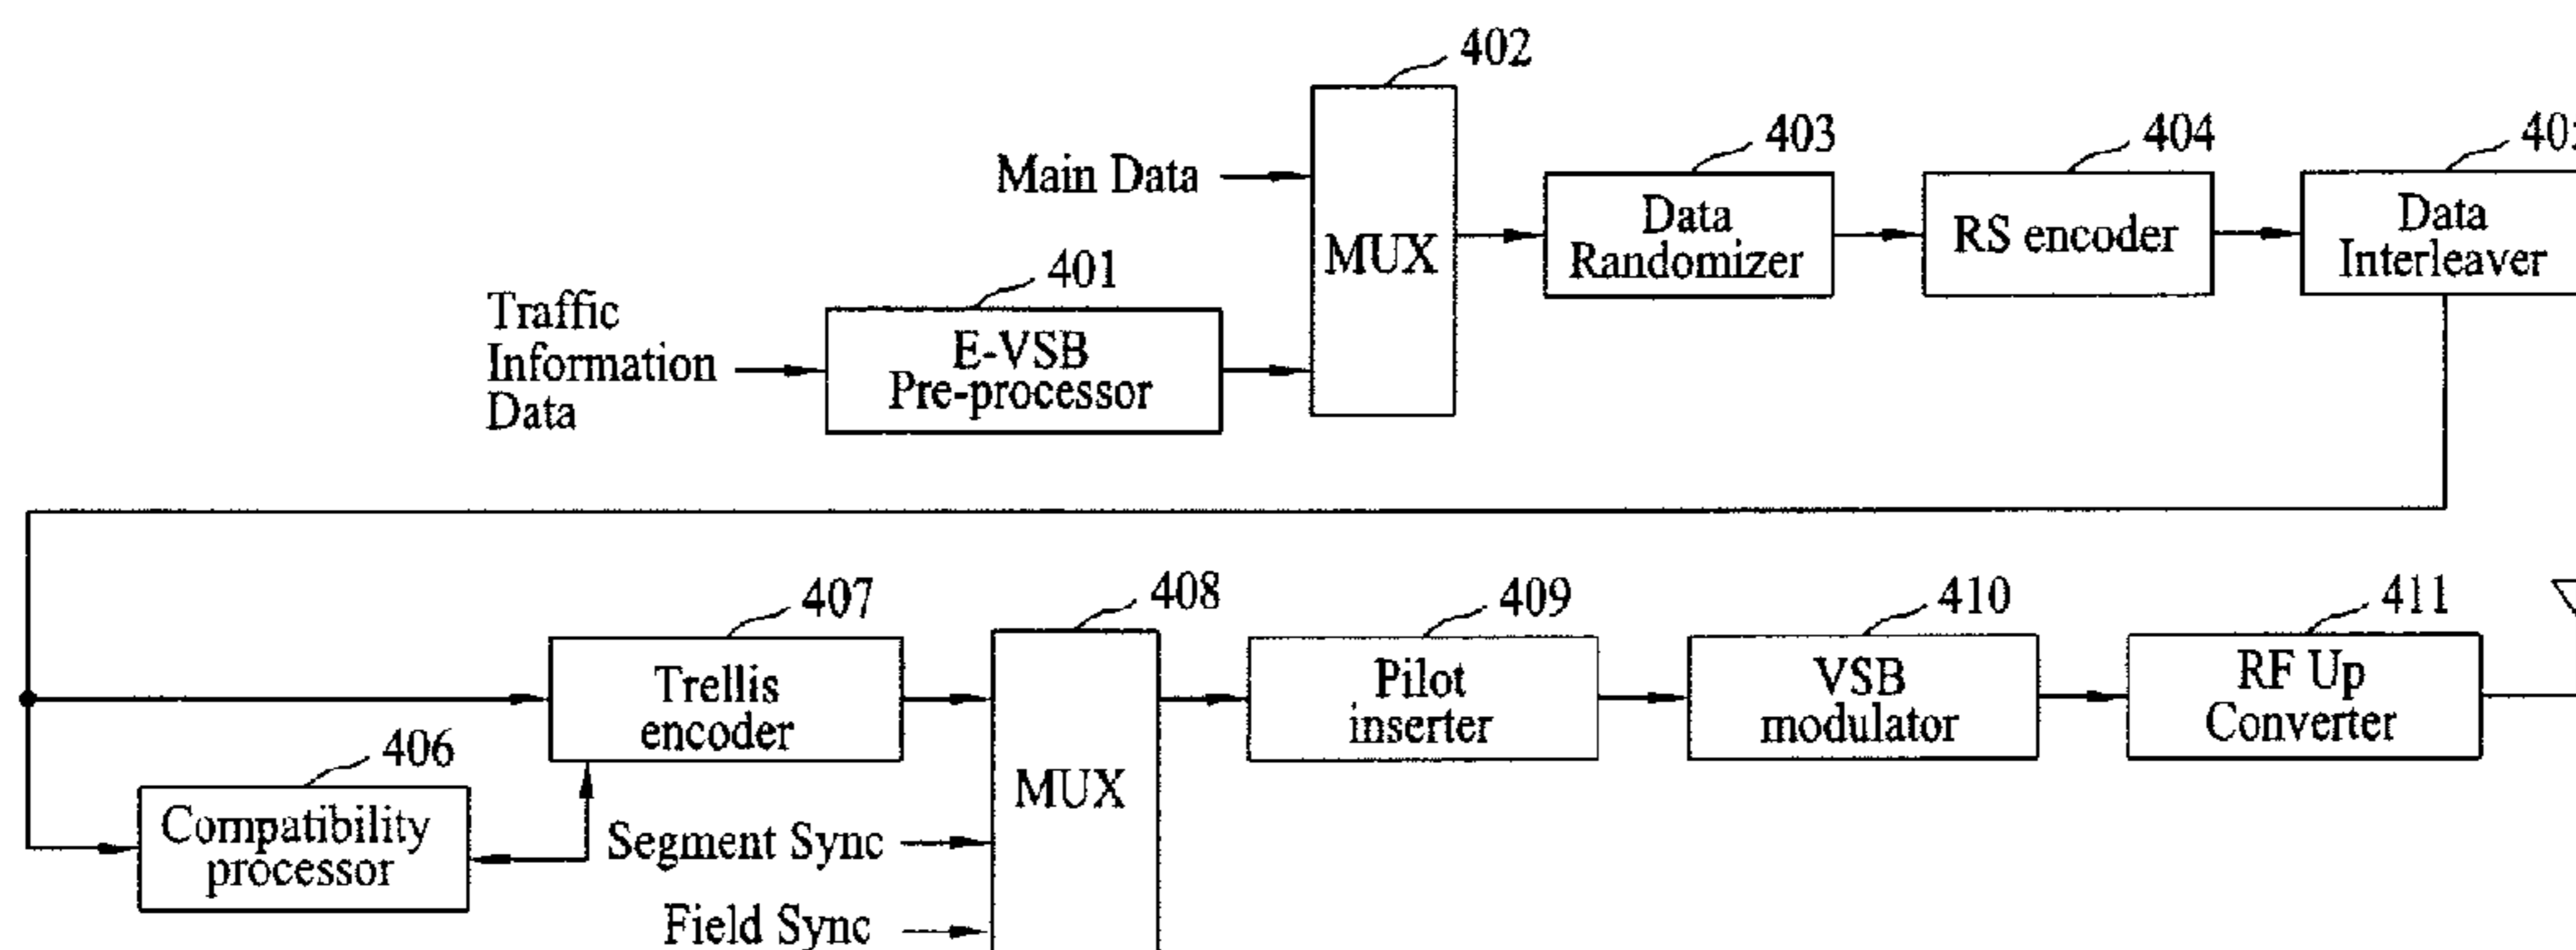 402
403
404
Main Data
MUX
Data
Randomizer
RS encoder
Data
Interleaver
401
Traffic
Information
Data
E-VSB
Pre-processor
407
408
409
410
411
Trellis
encoder
Pilot
inserter
VSB
modulator
RF Up
Converter
406
MUX
Compatibility
processor
Segment Sync
Field Sync